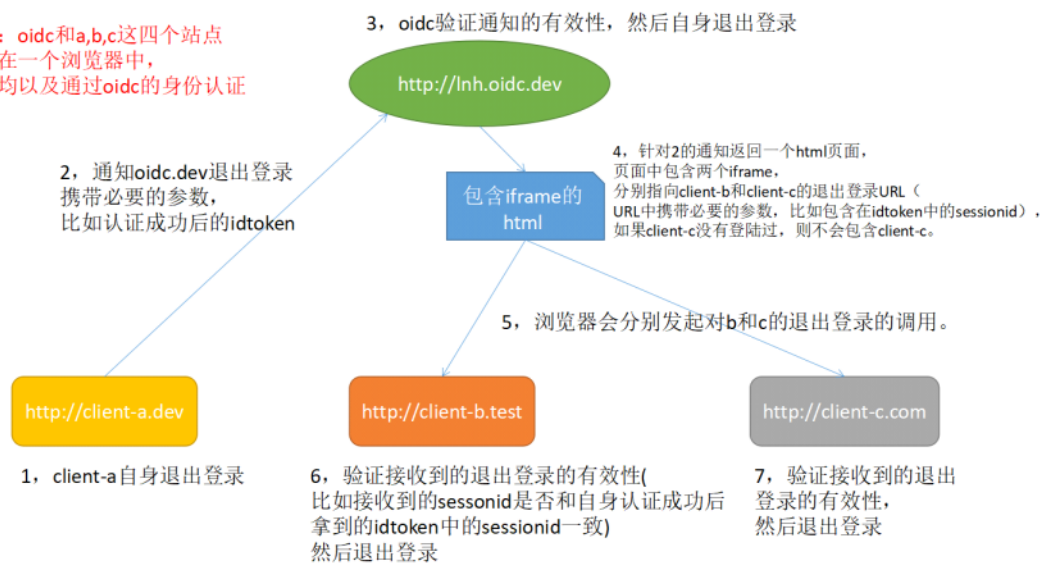 3，oidc验证通知的有效性，然后自身退出登录
：oidc和a,b,c这四个站点
在一个浏览器中，
均以及通过oidc的身份认证
http://lnh.oidc.dev
2，通知oidc.dev退出登录
携带必要的参数，
比如认证成功后的idtoken
包含iframe的
html
4，针对2的通知返回一个html页面，
页面中包含两个iframe，
分别指向client-b和client-c的退出登录URL（
URL中携带必要的参数，比如包含在idtoken中的sessionid），
如果client-c没有登陆过，则不会包含client-c。
5，浏览器会分别发起对b和c的退出登录的调用。
http://client-a.dev
http://client-b.test
http://client-c.com
1，client-a自身退出登录
6，验证接收到的退出登录的有效性(
比如接收到的sessonid是否和自身认证成功后
拿到的idtoken中的sessionid一致)
然后退出登录
7，验证接收到的退出
登录的有效性，
然后退出登录